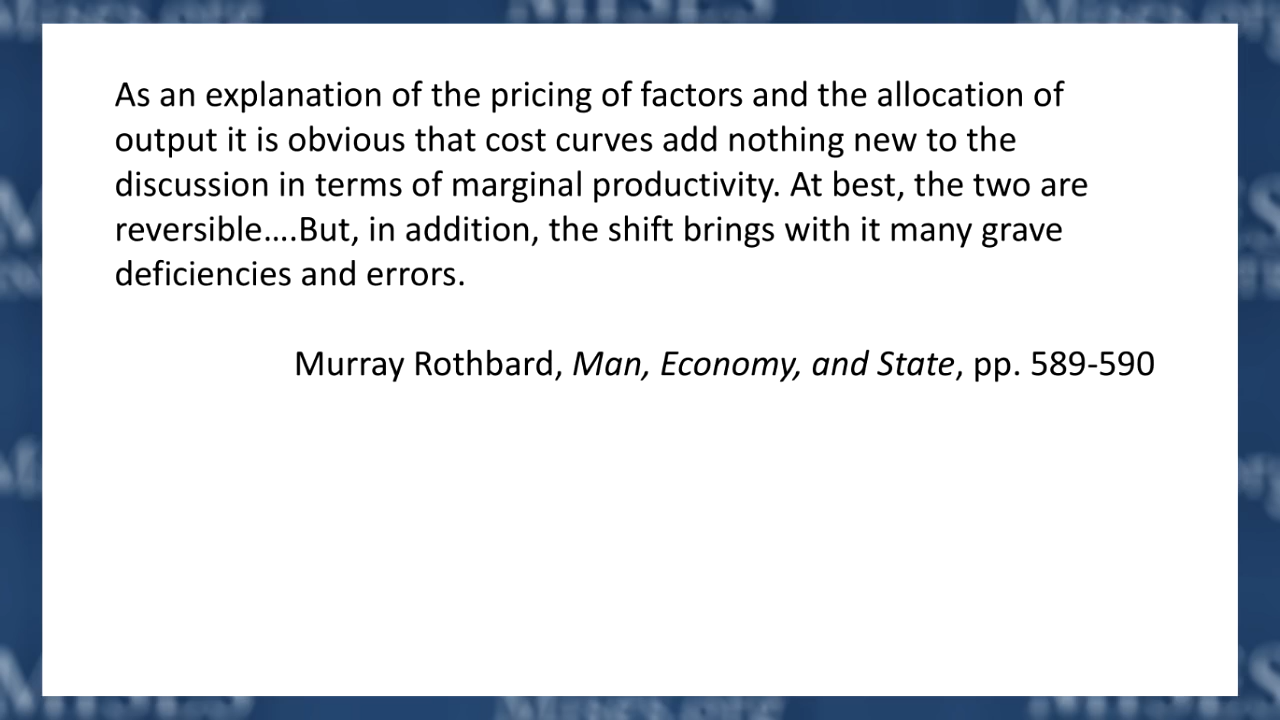 As an explanation of the pricing of factors and the allocation of
output it is obvious that cost curves add nothing new to the
discussion in terms of marginal productivity. At best, the two are
reversible….But, in addition, the shift brings with it many grave
deficiencies and errors.
Murray Rothbard, Man, Economy, and State, pp. 589-590